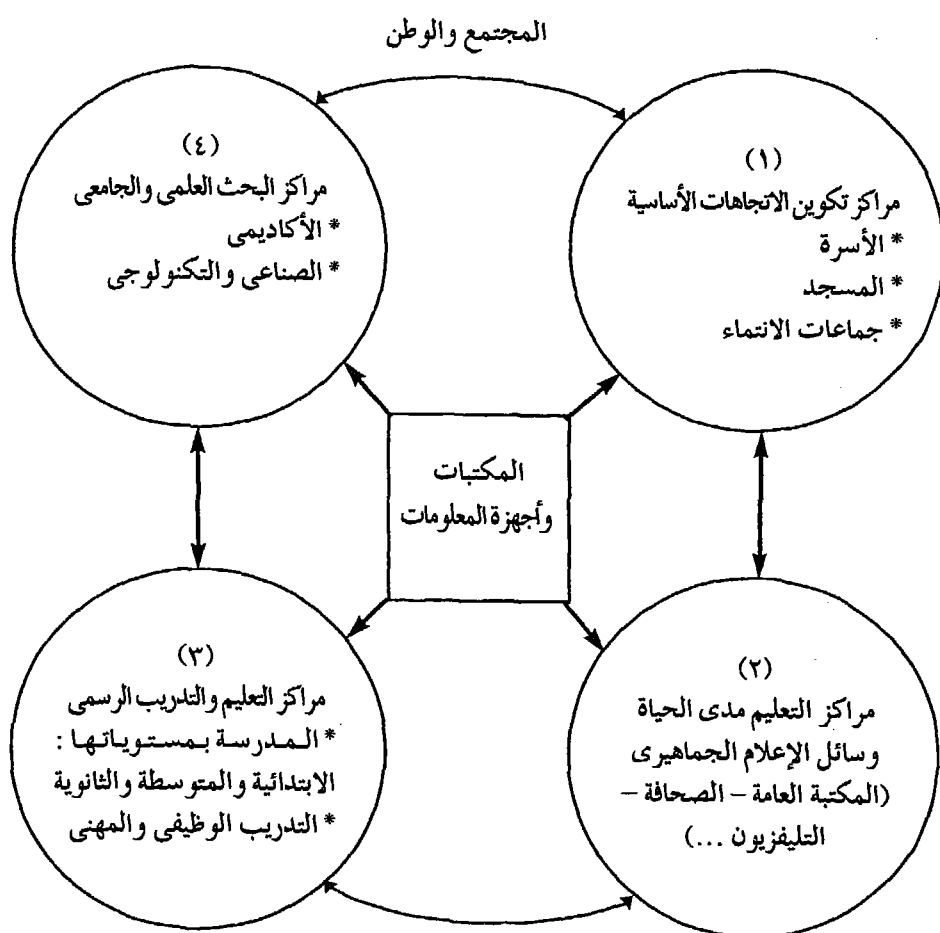 المجتمع والوطن
(١)
مراكز تكوين الاتجاهات الأساسية
* الأسرة
* المسجد
* جماعات الانتماء
(٤)
مراكز البحث العلمى والجامعى
* الأكاديمى
* الصناعى والتكنولوجى
المكتبات
وأجهزة المعلومات
(٢)
مراكز التعليم مدى الحياة
وسائل الإعلام الجماهيرى
(المكتبة العامة – الصحافة –
التليفزيون ...)
(٣)
مراكز التعليم والتدريب الرسمى
* المدرسة بمستوياتها :
الابتدائية والمتوسطة والثانوية
* التدريب الوظيفى والمهنى